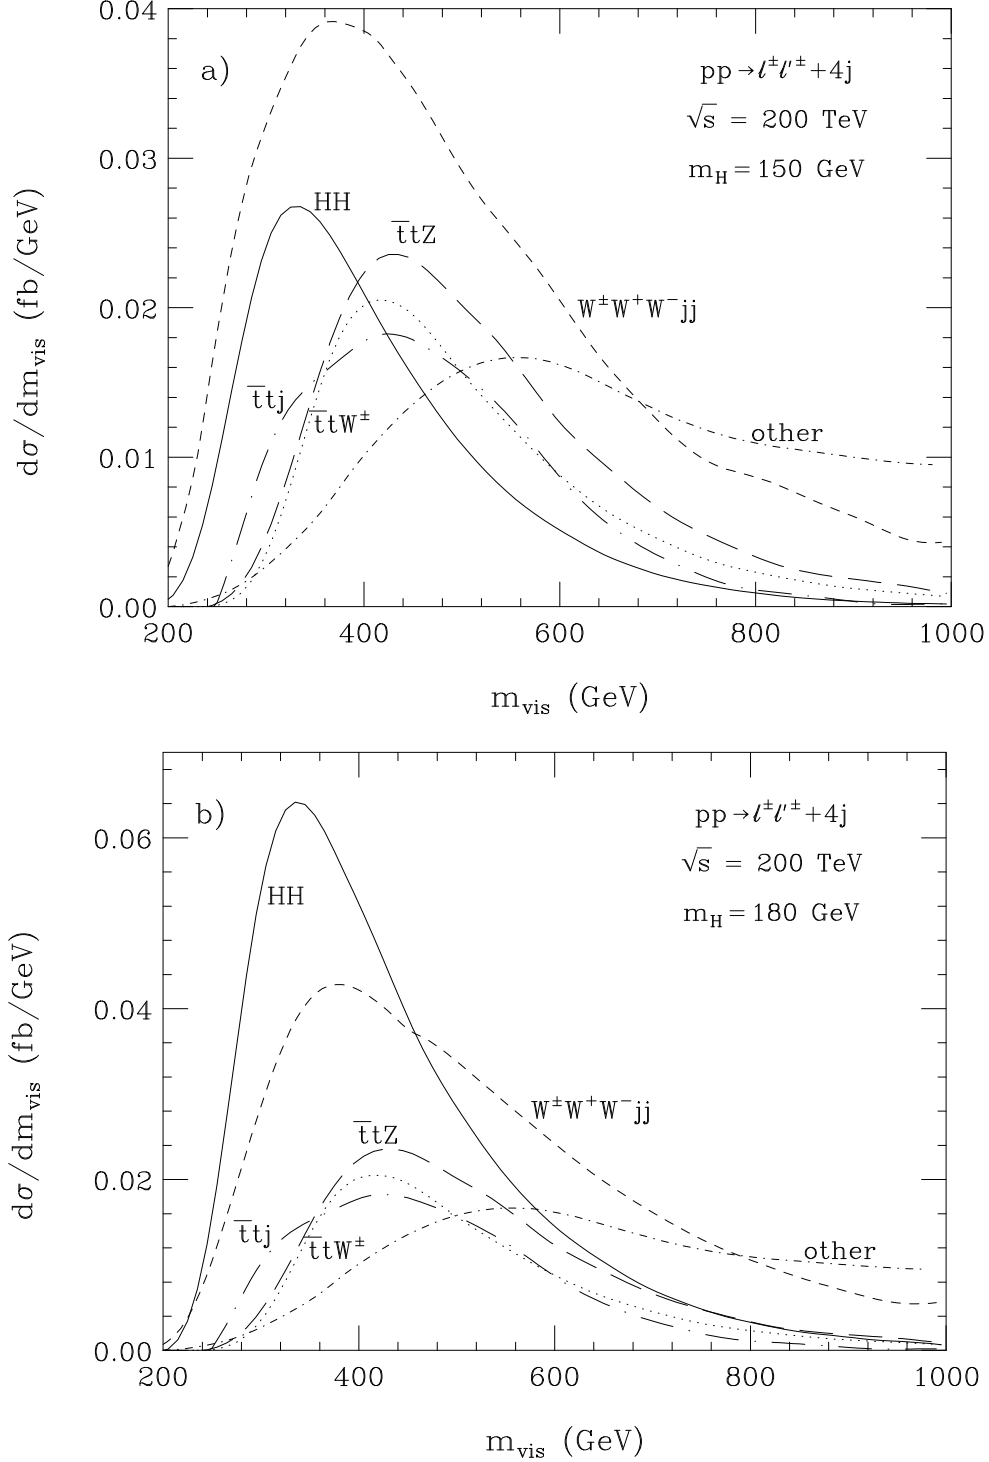 0.04
a)
pp→ℓ±ℓ′±+4j
√s = 200 TeV
m_H=150 GeV
0.03
HH
t̅tZ
dσ/dm_vis (fb/GeV)
0.02
W±W⁺W⁻jj
t̅tj
t̅tW±
other
0.01
0.00
200 400 600 800 1000
m_vis (GeV)
b)
pp→ℓ±ℓ′±+4j
√s = 200 TeV
m_H=180 GeV
0.06
HH
dσ/dm_vis (fb/GeV)
0.04
W±W⁺W⁻jj
t̅tZ
0.02
t̅tj
t̅tW±
other
0.00
200 400 600 800 1000
m_vis (GeV)